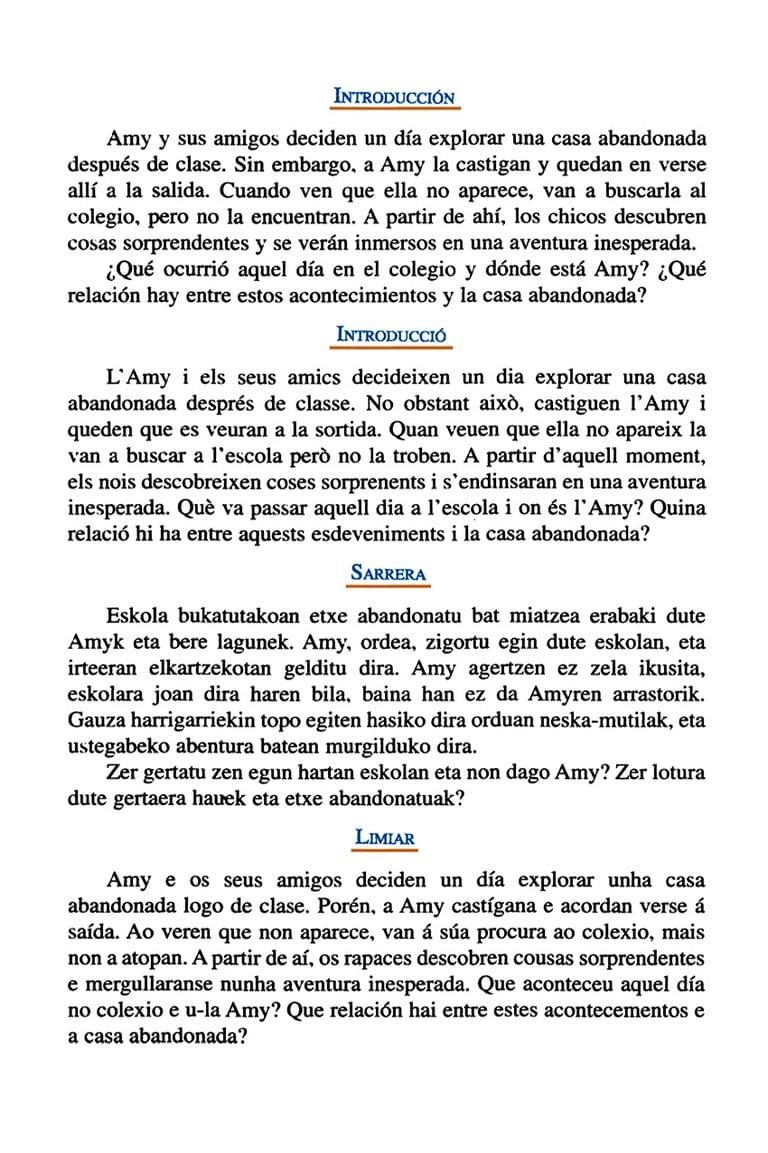 INTRODUCCIÓN
Amy y sus amigos deciden un día explorar una casa abandonada
después de clase. Sin embargo, a Amy la castigan y quedan en verse
allí a la salida. Cuando ven que ella no aparece, van a buscarla al
colegio, pero no la encuentran. A partir de ahí, los chicos descubren
cosas sorprendentes y se verán inmersos en una aventura inesperada.
¿Qué ocurrió aquel día en el colegio y dónde está Amy? ¿Qué
relación hay entre estos acontecimientos y la casa abandonada?
INTRODUCCIÓ
L'Amy i els seus amics decideixen un dia explorar una casa
abandonada després de classe. No obstant això, castiguen l'Amy i
queden que es veuran a la sortida. Quan veuen que ella no apareix la
van a buscar a l'escola però no la troben. A partir d'aquell moment,
els nois descobreixen coses sorprenents i s'endinsaran en una aventura
inesperada. Què va passar aquell dia a l'escola i on és l'Amy? Quina
relació hi ha entre aquests esdeveniments i la casa abandonada?
SARRERA
Eskola bukatutakoan etxe abandonatu bat miatzea erabaki dute
Amyk eta bere lagunek. Amy, ordea, zigortu egin dute eskolan, eta
irteeran elkartzekotan gelditu dira. Amy agertzen ez zela ikusita,
eskolara joan dira haren bila, baina han ez da Amyren arrastorik.
Gauza harrigarriekin topo egiten hasiko dira orduan neska-mutilak, eta
ustegabeko abentura batean murgilduko dira.
Zer gertatu zen egun hartan eskolan eta non dago Amy? Zer lotura
dute gertaera hauek eta etxe abandonatuak?
LIMIAR
Amy e os seus amigos deciden un día explorar unha casa
abandonada logo de clase. Porén, a Amy castígana e acordan verse á
saída. Ao veren que non aparece, van á súa procura ao colexio, mais
non a atopan. A partir de aí, os rapaces descobren cousas sorprendentes
e mergullaranse nunha aventura inesperada. Que aconteceu aquel día
no colexio e u-la Amy? Que relación hai entre estes acontecementos e
a casa abandonada?